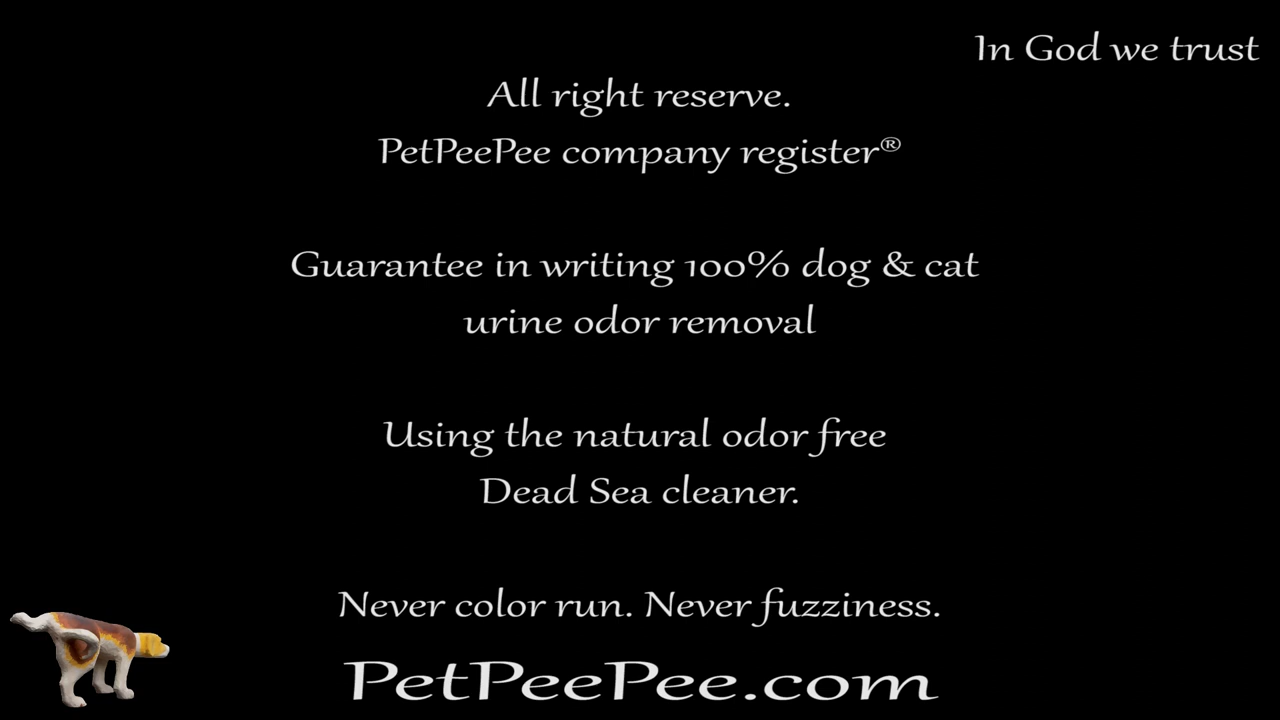 In God we trust
All right reserve.
PetPeePee company register®
Guarantee in writing 100% dog & cat
urine odor removal
Using the natural odor free
Dead Sea cleaner.
Never color run. Never fuzziness.
PetPeePee.com